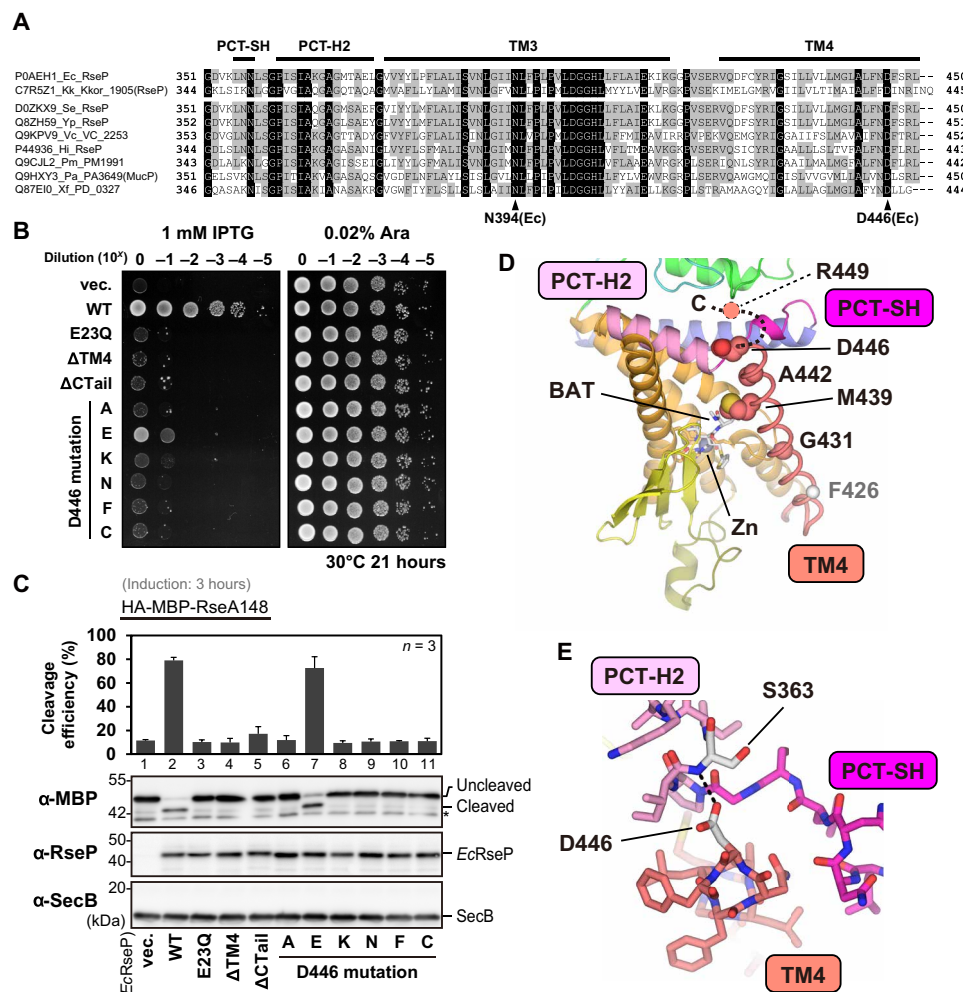 A
PCT-SH PCT-H2 TM3 TM4
P0AEH1_Ec_RseP 351 450
C7R5Z1_Kk_Kkor_1905(RseP) 344 445
D0ZKX9_Se_RseP 351 450
Q8ZH59_Yp_RseP 352 451
Q9KPV9_Vc_VC_2253 353 452
P44936_Hi_RseP 344 443
Q9CJL2_Pm_PM1991 343 442
Q9HXY3_Pa_PA3649(MucP) 351 450
Q87EI0_Xf_PD_0327 346 444
N394(Ec) D446(Ec)
B
1 mM IPTG 0.02% Ara
Dilution (10ˣ) 0 −1 −2 −3 −4 −5 0 −1 −2 −3 −4 −5
vec.
WT
E23Q
ΔTM4
ΔCTail
D446 mutation
A
E
K
N
F
C
30°C 21 hours
C
(Induction: 3 hours)
HA-MBP-RseA148
Cleavage efficiency (%)
n = 3
100
80
60
40
20
0
1 2 3 4 5 6 7 8 9 10 11
α-MBP
55
42
Uncleaved
Cleaved
*
α-RseP
50
40
EcRseP
α-SecB
20
(kDa)
SecB
EcRseP
vec. WT E23Q ΔTM4 ΔCTail A E K N F C
D446 mutation
D
PCT-H2
C
R449
PCT-SH
D446
A442
BAT
M439
G431
F426
Zn
TM4
E
PCT-H2
S363
PCT-SH
D446
TM4